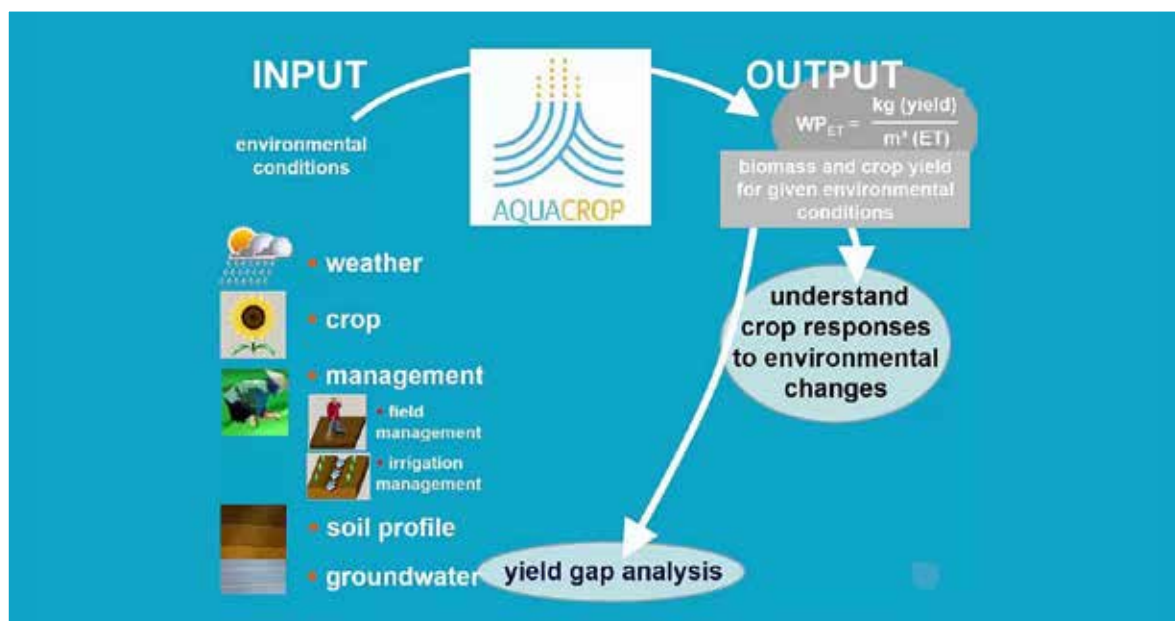 INPUT
environmental
conditions
AQUACROP
OUTPUT
WP_ET = kg (yield)
m³ (ET)
biomass and crop yield
for given environmental
conditions
• weather
• crop
• management
• field
management
• irrigation
management
• soil profile
• groundwater
understand
crop responses
to environmental
changes
yield gap analysis